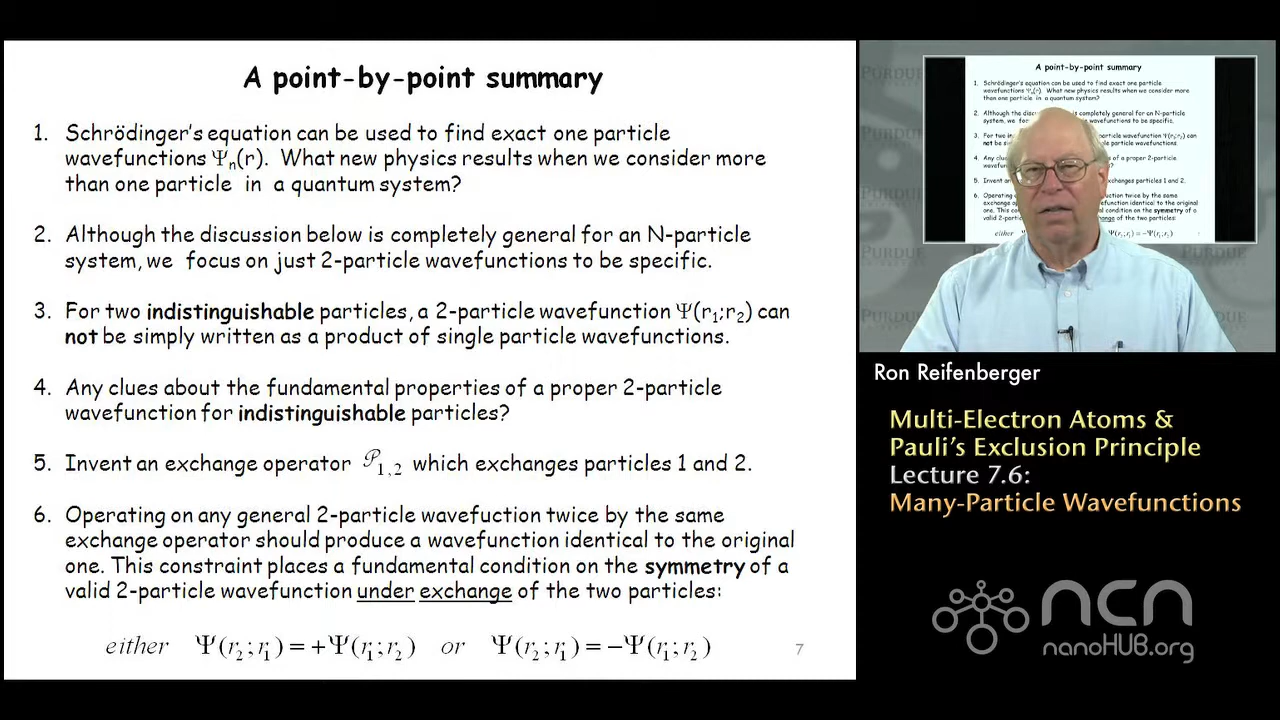 A point-by-point summary
1. Schrödinger's equation can be used to find exact one particle
wavefunctions Ψn(r). What new physics results when we consider more
than one particle in a quantum system?
2. Although the discussion below is completely general for an N-particle
system, we focus on just 2-particle wavefunctions to be specific.
3. For two indistinguishable particles, a 2-particle wavefunction Ψ(r1;r2) can
not be simply written as a product of single particle wavefunctions.
4. Any clues about the fundamental properties of a proper 2-particle
wavefunction for indistinguishable particles?
5. Invent an exchange operator 𝒫1,2 which exchanges particles 1 and 2.
6. Operating on any general 2-particle wavefuction twice by the same
exchange operator should produce a wavefunction identical to the original
one. This constraint places a fundamental condition on the symmetry of a
valid 2-particle wavefunction under exchange of the two particles:
either Ψ(r2;r1) = +Ψ(r1;r2) or Ψ(r2;r1) = −Ψ(r1;r2)
7
A point-by-point summary
Ron Reifenberger
Multi-Electron Atoms &
Pauli's Exclusion Principle
Lecture 7.6:
Many-Particle Wavefunctions
ncn
nanoHUB.org